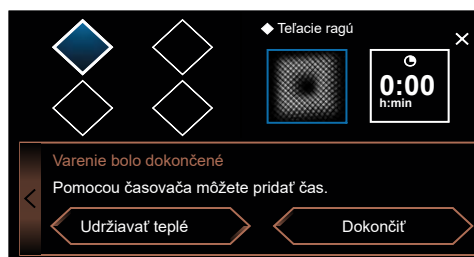 Teľacie ragú
0:00
h:min
Varenie bolo dokončené
Pomocou časovača môžete pridať čas.
Udržiavať teplé
Dokončiť